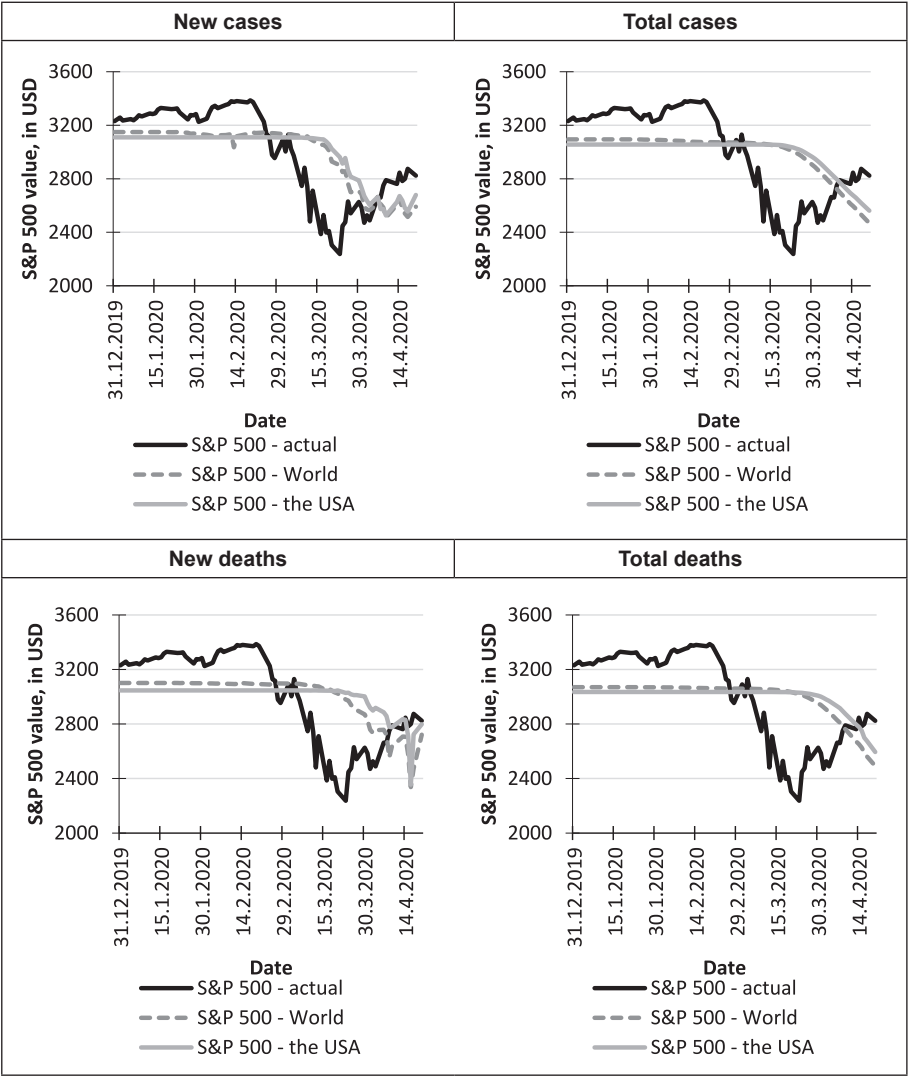 New cases
Total cases
S&P 500 value, in USD
3600
3200
2800
2400
2000
31.12.2019
15.1.2020
30.1.2020
14.2.2020
29.2.2020
15.3.2020
30.3.2020
14.4.2020
Date
S&P 500 - actual
S&P 500 - World
S&P 500 - the USA
S&P 500 value, in USD
3600
3200
2800
2400
2000
31.12.2019
15.1.2020
30.1.2020
14.2.2020
29.2.2020
15.3.2020
30.3.2020
14.4.2020
Date
S&P 500 - actual
S&P 500 - World
S&P 500 - the USA
New deaths
Total deaths
S&P 500 value, in USD
3600
3200
2800
2400
2000
31.12.2019
15.1.2020
30.1.2020
14.2.2020
29.2.2020
15.3.2020
30.3.2020
14.4.2020
Date
S&P 500 - actual
S&P 500 - World
S&P 500 - the USA
S&P 500 value, in USD
3600
3200
2800
2400
2000
31.12.2019
15.1.2020
30.1.2020
14.2.2020
29.2.2020
15.3.2020
30.3.2020
14.4.2020
Date
S&P 500 - actual
S&P 500 - World
S&P 500 - the USA